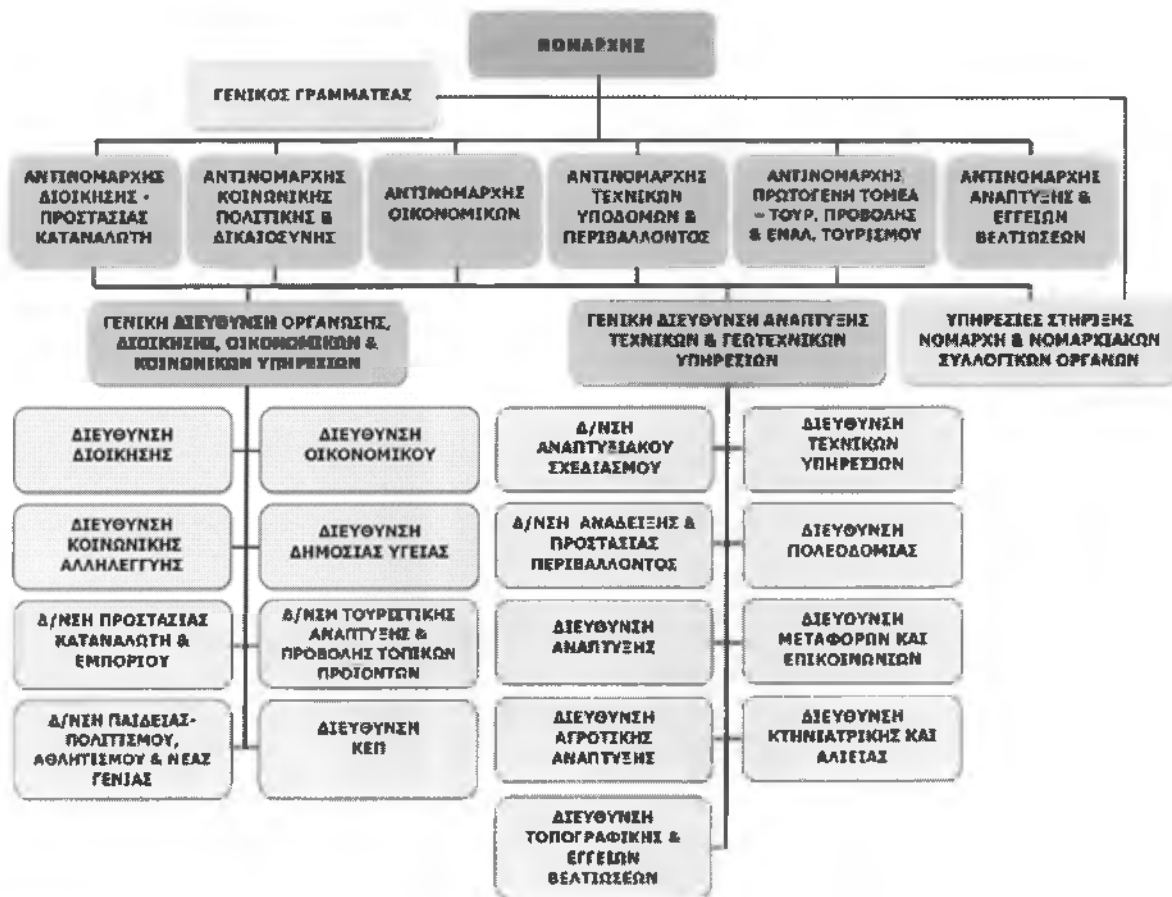 ΝΟΜΑΡΧΗΣ
ΓΕΝΙΚΟΣ ΓΡΑΜΜΑΤΕΑΣ
ΑΝΤΙΝΟΜΑΡΧΗΣ
ΔΙΟΙΚΗΣΗΣ -
ΠΡΟΣΤΑΣΙΑΣ
ΚΑΤΑΝΑΛΩΤΗ
ΑΝΤΙΝΟΜΑΡΧΗΣ
ΚΟΙΝΩΝΙΚΗΣ
ΠΟΛΙΤΙΚΗΣ &
ΔΙΚΑΙΟΣΥΝΗΣ
ΑΝΤΙΝΟΜΑΡΧΗΣ
ΟΙΚΟΝΟΜΙΚΩΝ
ΑΝΤΙΝΟΜΑΡΧΗΣ
ΤΕΧΝΙΚΩΝ
ΥΠΟΔΟΜΩΝ &
ΠΕΡΙΒΑΛΛΟΝΤΟΣ
ΑΝΤΙΝΟΜΑΡΧΗΣ
ΠΡΩΤΟΓΕΝΗ ΤΟΜΕΑ
– ΤΟΥΡ. ΠΡΟΒΟΛΗΣ
& ΕΝΑΛ. ΤΟΥΡΙΣΜΟΥ
ΑΝΤΙΝΟΜΑΡΧΗΣ
ΑΝΑΠΤΥΞΗΣ &
ΕΓΓΕΙΩΝ
ΒΕΛΤΙΩΣΕΩΝ
ΓΕΝΙΚΗ ΔΙΕΥΘΥΝΣΗ ΟΡΓΑΝΩΣΗΣ,
ΔΙΟΙΚΗΣΗΣ, ΟΙΚΟΝΟΜΙΚΩΝ &
ΚΟΙΝΩΝΙΚΩΝ ΥΠΗΡΕΣΙΩΝ
ΓΕΝΙΚΗ ΔΙΕΥΘΥΝΣΗ ΑΝΑΠΤΥΞΗΣ
ΤΕΧΝΙΚΩΝ & ΓΕΩΤΕΧΝΙΚΩΝ
ΥΠΗΡΕΣΙΩΝ
ΥΠΗΡΕΣΙΕΣ ΣΤΗΡΙΞΗΣ
ΝΟΜΑΡΧΗ & ΝΟΜΑΡΧΙΑΚΩΝ
ΣΥΛΛΟΓΙΚΩΝ ΟΡΓΑΝΩΝ
ΔΙΕΥΘΥΝΣΗ
ΔΙΟΙΚΗΣΗΣ
ΔΙΕΥΘΥΝΣΗ
ΟΙΚΟΝΟΜΙΚΟΥ
Δ/ΝΣΗ
ΑΝΑΠΤΥΞΙΑΚΟΥ
ΣΧΕΔΙΑΣΜΟΥ
ΔΙΕΥΘΥΝΣΗ
ΤΕΧΝΙΚΩΝ
ΥΠΗΡΕΣΙΩΝ
ΔΙΕΥΘΥΝΣΗ
ΚΟΙΝΩΝΙΚΗΣ
ΑΛΛΗΛΕΓΓΥΗΣ
ΔΙΕΥΘΥΝΣΗ
ΔΗΜΟΣΙΑΣ ΥΓΕΙΑΣ
Δ/ΝΣΗ ΑΝΑΔΕΙΞΗΣ &
ΠΡΟΣΤΑΣΙΑΣ
ΠΕΡΙΒΑΛΛΟΝΤΟΣ
ΔΙΕΥΘΥΝΣΗ
ΠΟΛΕΟΔΟΜΙΑΣ
Δ/ΝΣΗ ΠΡΟΣΤΑΣΙΑΣ
ΚΑΤΑΝΑΛΩΤΗ &
ΕΜΠΟΡΙΟΥ
Δ/ΝΣΗ ΤΟΥΡΙΣΤΙΚΗΣ
ΑΝΑΠΤΥΞΗΣ &
ΠΡΟΒΟΛΗΣ ΤΟΠΙΚΩΝ
ΠΡΟΪΟΝΤΩΝ
ΔΙΕΥΘΥΝΣΗ
ΑΝΑΠΤΥΞΗΣ
ΔΙΕΥΘΥΝΣΗ
ΜΕΤΑΦΟΡΩΝ ΚΑΙ
ΕΠΙΚΟΙΝΩΝΙΩΝ
Δ/ΝΣΗ ΠΑΙΔΕΙΑΣ-
ΠΟΛΙΤΙΣΜΟΥ,
ΑΘΛΗΤΙΣΜΟΥ & ΝΕΑΣ
ΓΕΝΙΑΣ
ΔΙΕΥΘΥΝΣΗ
ΚΕΠ
ΔΙΕΥΘΥΝΣΗ
ΑΓΡΟΤΙΚΗΣ
ΑΝΑΠΤΥΞΗΣ
ΔΙΕΥΘΥΝΣΗ
ΚΤΗΝΙΑΤΡΙΚΗΣ ΚΑΙ
ΑΛΙΕΙΑΣ
ΔΙΕΥΘΥΝΣΗ
ΤΟΠΟΓΡΑΦΙΚΗΣ &
ΕΓΓΕΙΩΝ
ΒΕΛΤΙΩΣΕΩΝ